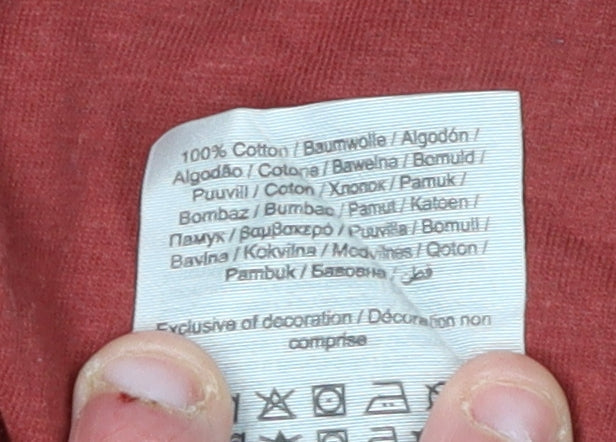 100% Cotton / Baumwolle / Algodón /
Algodão / Cotone / Bawełna / Bomuld /
Puuvill / Coton / Хлопок / Pamuk /
Bombaz / Bumbac / Pamut / Katoen /
Памук / βαμβακερό / Puuvilla / Bomull /
Bavlna / Kokvilna / Medvilnės / Qoton /
Pambuk / Бавовна / قطن
Exclusive of decoration / Décoration non
comprise